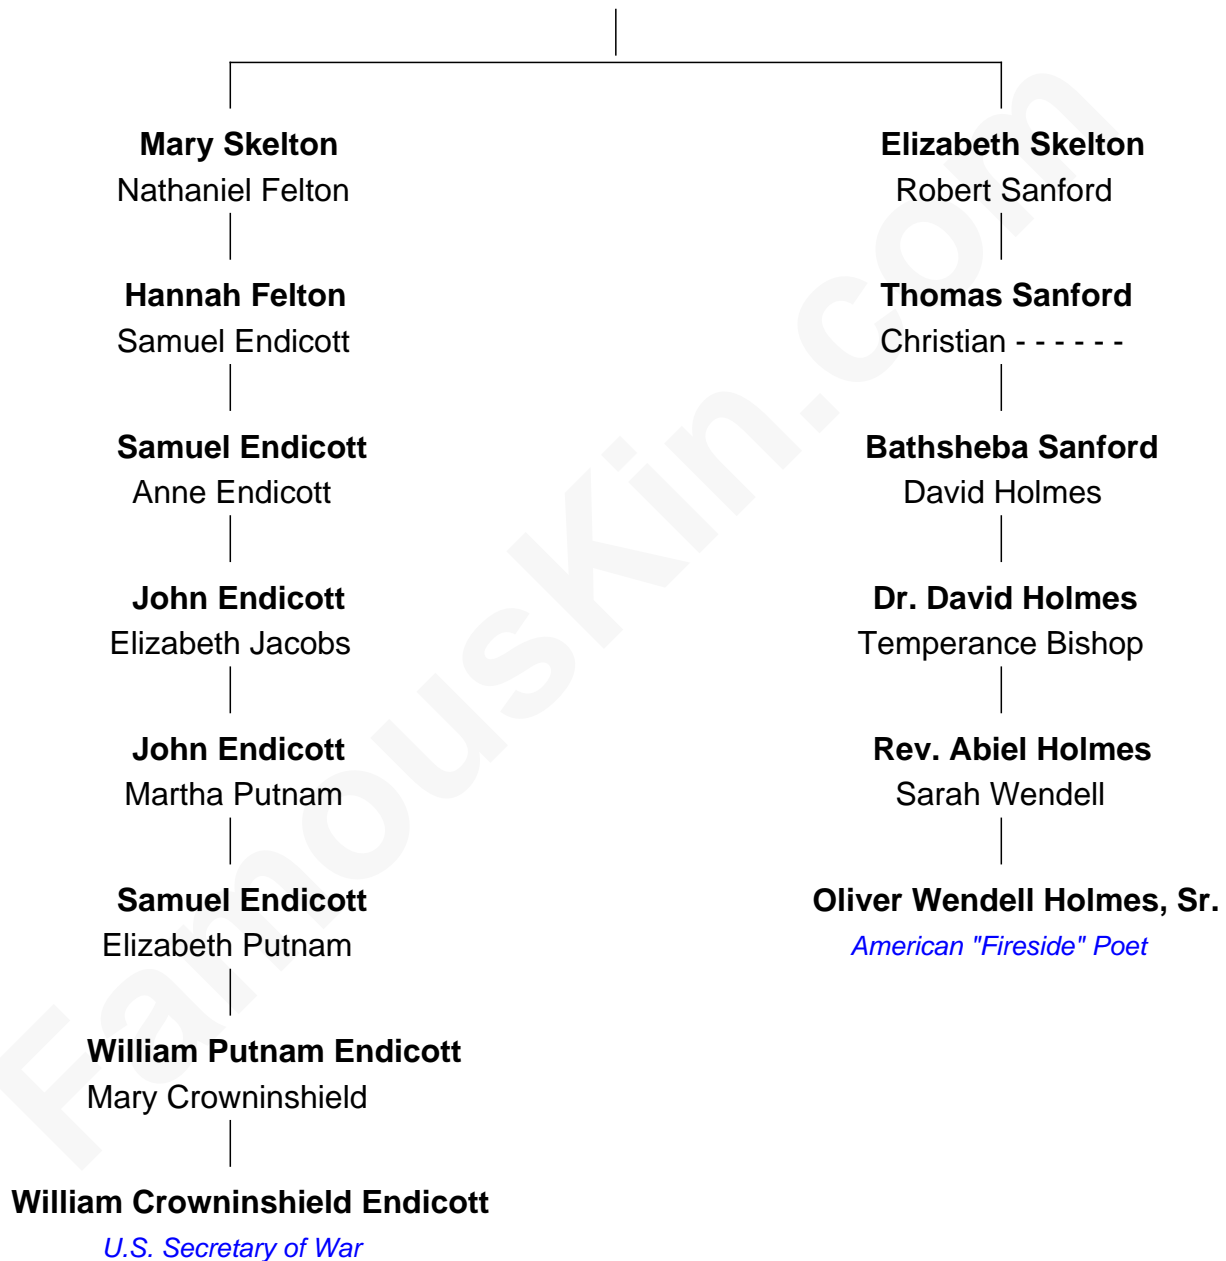 Mary Skelton
Nathaniel Felton
Hannah Felton
Samuel Endicott
Samuel Endicott
Anne Endicott
John Endicott
Elizabeth Jacobs
John Endicott
Martha Putnam
Samuel Endicott
Elizabeth Putnam
William Putnam Endicott
Mary Crowninshield
William Crowninshield Endicott
U.S. Secretary of War
Elizabeth Skelton
Robert Sanford
Thomas Sanford
Christian - - - - - -
Bathsheba Sanford
David Holmes
Dr. David Holmes
Temperance Bishop
Rev. Abiel Holmes
Sarah Wendell
Oliver Wendell Holmes, Sr.
American "Fireside" Poet
FamousKin.com